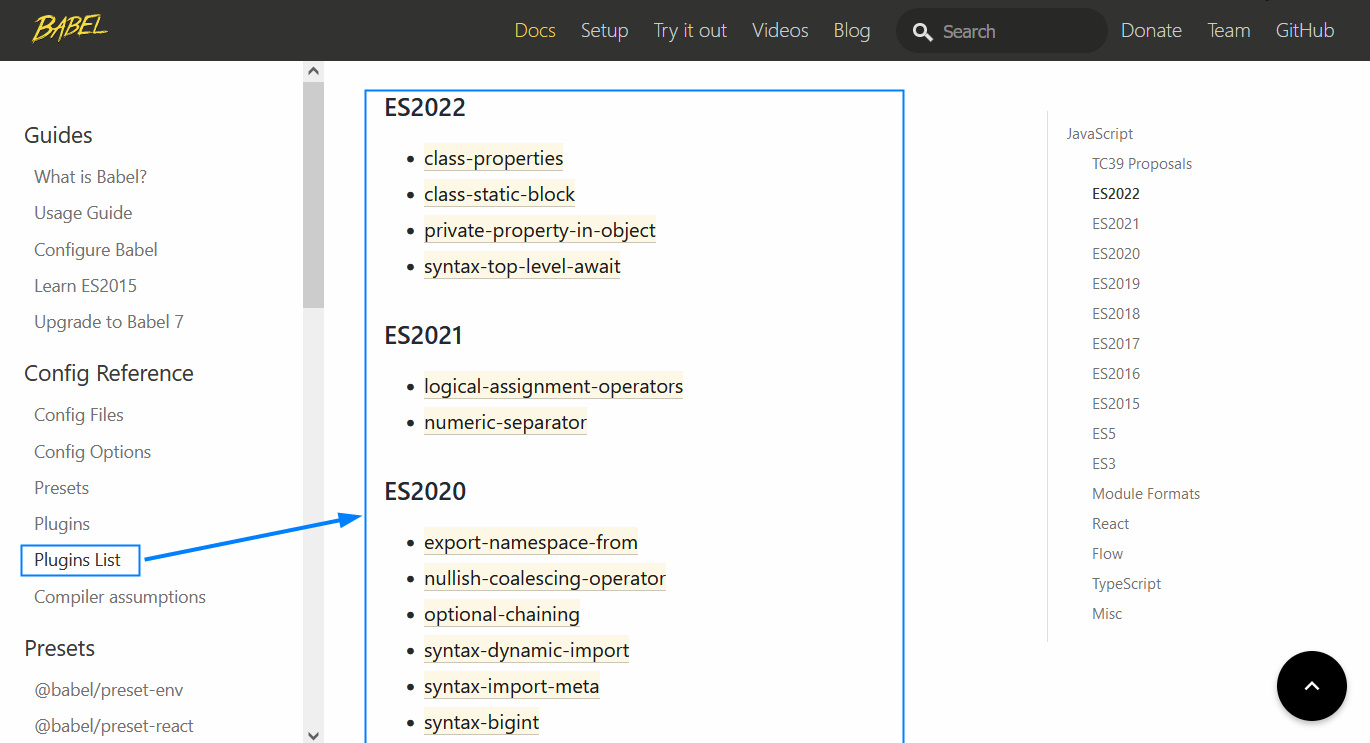 BABEL
Docs Setup Try it out Videos Blog Search Donate Team GitHub
Guides
What is Babel?
Usage Guide
Configure Babel
Learn ES2015
Upgrade to Babel 7
Config Reference
Config Files
Config Options
Presets
Plugins
Plugins List
Compiler assumptions
Presets
@babel/preset-env
@babel/preset-react
ES2022
class-properties
class-static-block
private-property-in-object
syntax-top-level-await
ES2021
logical-assignment-operators
numeric-separator
ES2020
export-namespace-from
nullish-coalescing-operator
optional-chaining
syntax-dynamic-import
syntax-import-meta
syntax-bigint
JavaScript
TC39 Proposals
ES2022
ES2021
ES2020
ES2019
ES2018
ES2017
ES2016
ES2015
ES5
ES3
Module Formats
React
Flow
TypeScript
Misc